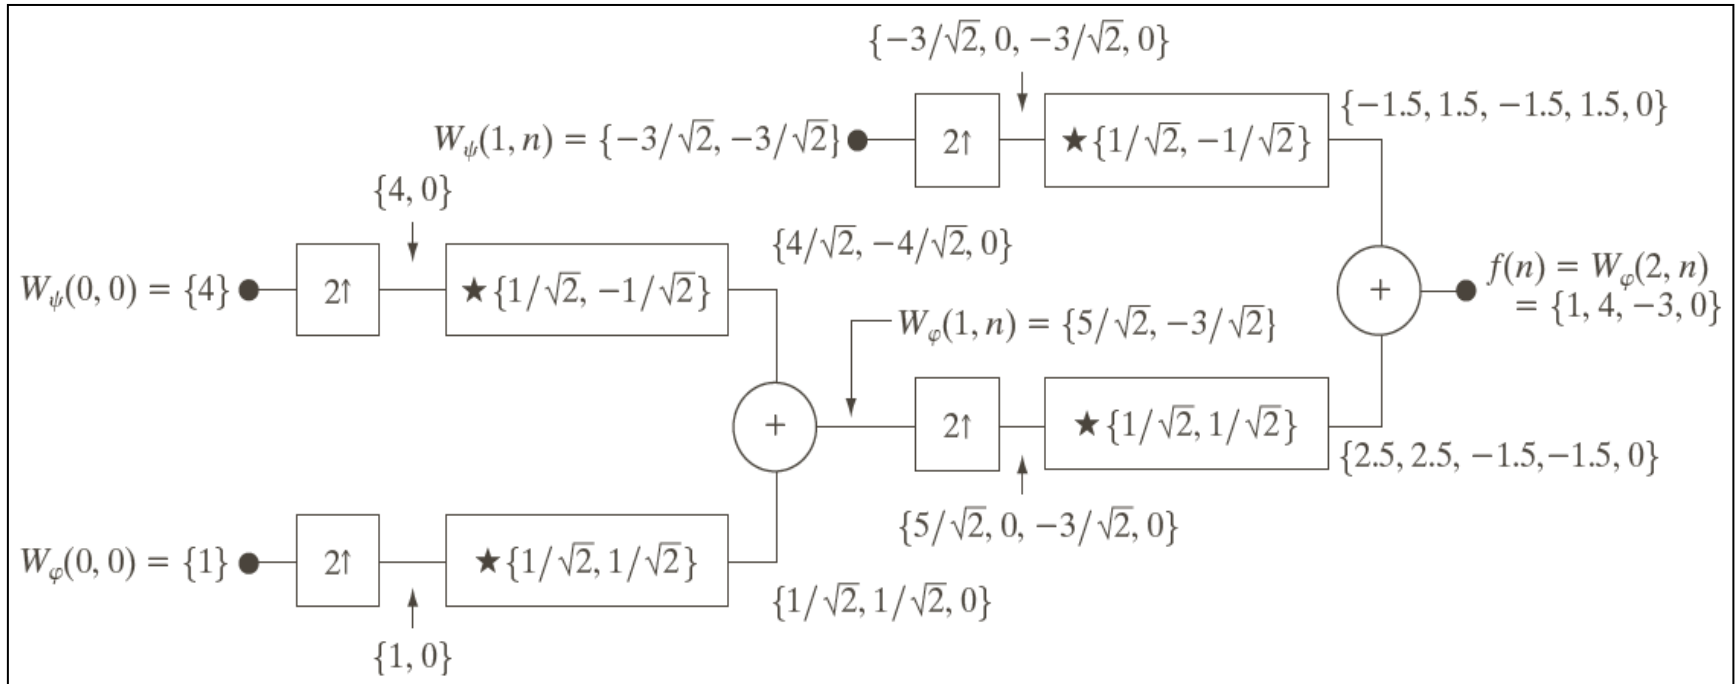 {−3/√2, 0, −3/√2, 0}
W_ψ(1, n) = {−3/√2, −3/√2}
2↑
★{1/√2, −1/√2}
{−1.5, 1.5, −1.5, 1.5, 0}
{4, 0}
W_ψ(0, 0) = {4}
2↑
★{1/√2, −1/√2}
{4/√2, −4/√2, 0}
+
f(n) = W_φ(2, n)
= {1, 4, −3, 0}
W_φ(1, n) = {5/√2, −3/√2}
+
2↑
★{1/√2, 1/√2}
{2.5, 2.5, −1.5, −1.5, 0}
{5/√2, 0, −3/√2, 0}
W_φ(0, 0) = {1}
2↑
★{1/√2, 1/√2}
{1/√2, 1/√2, 0}
{1, 0}